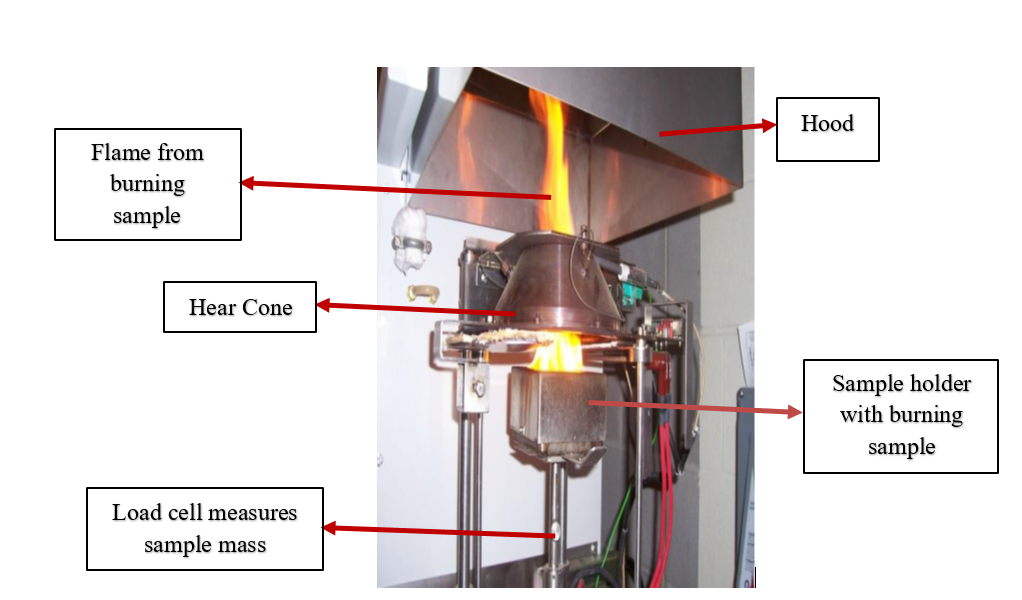 Hood
Flame from
burning
sample
Hear Cone
Sample holder
with burning
sample
Load cell measures
sample mass